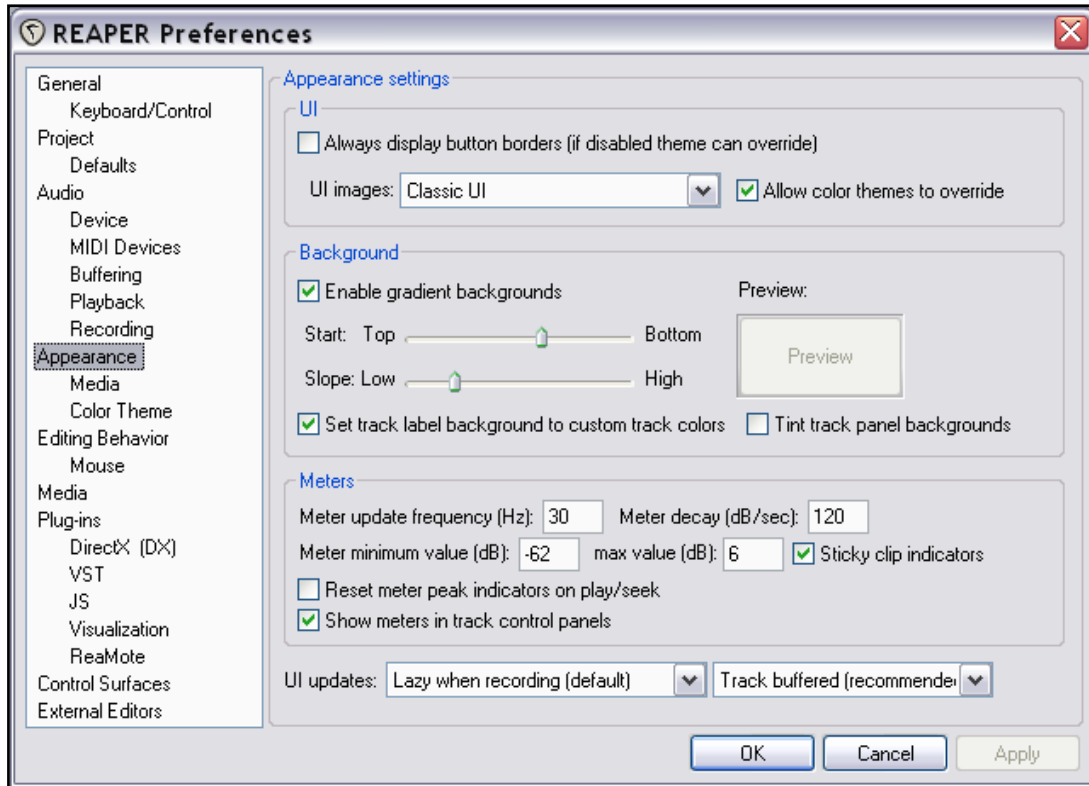 REAPER Preferences
General
Keyboard/Control
Project
Defaults
Audio
Device
MIDI Devices
Buffering
Playback
Recording
Appearance
Media
Color Theme
Editing Behavior
Mouse
Media
Plug-ins
DirectX (DX)
VST
JS
Visualization
ReaMote
Control Surfaces
External Editors
Appearance settings
UI
Always display button borders (if disabled theme can override)
UI images: Classic UI Allow color themes to override
Background
Enable gradient backgrounds Preview:
Start: Top Bottom
Preview
Slope: Low High
Set track label background to custom track colors Tint track panel backgrounds
Meters
Meter update frequency (Hz): 30 Meter decay (dB/sec): 120
Meter minimum value (dB): -62 max value (dB): 6 Sticky clip indicators
Reset meter peak indicators on play/seek
Show meters in track control panels
UI updates: Lazy when recording (default) Track buffered (recommende
OK Cancel Apply